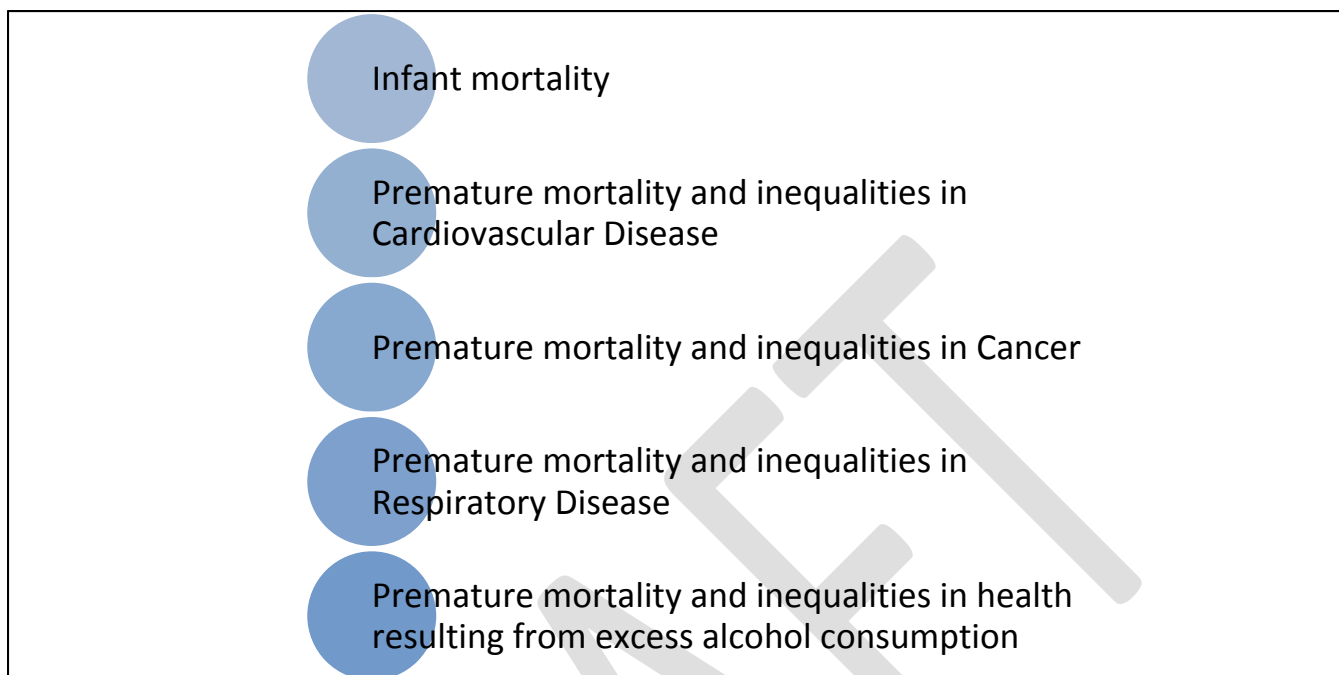 Infant mortality
Premature mortality and inequalities in
Cardiovascular Disease
Premature mortality and inequalities in Cancer
Premature mortality and inequalities in
Respiratory Disease
Premature mortality and inequalities in health
resulting from excess alcohol consumption